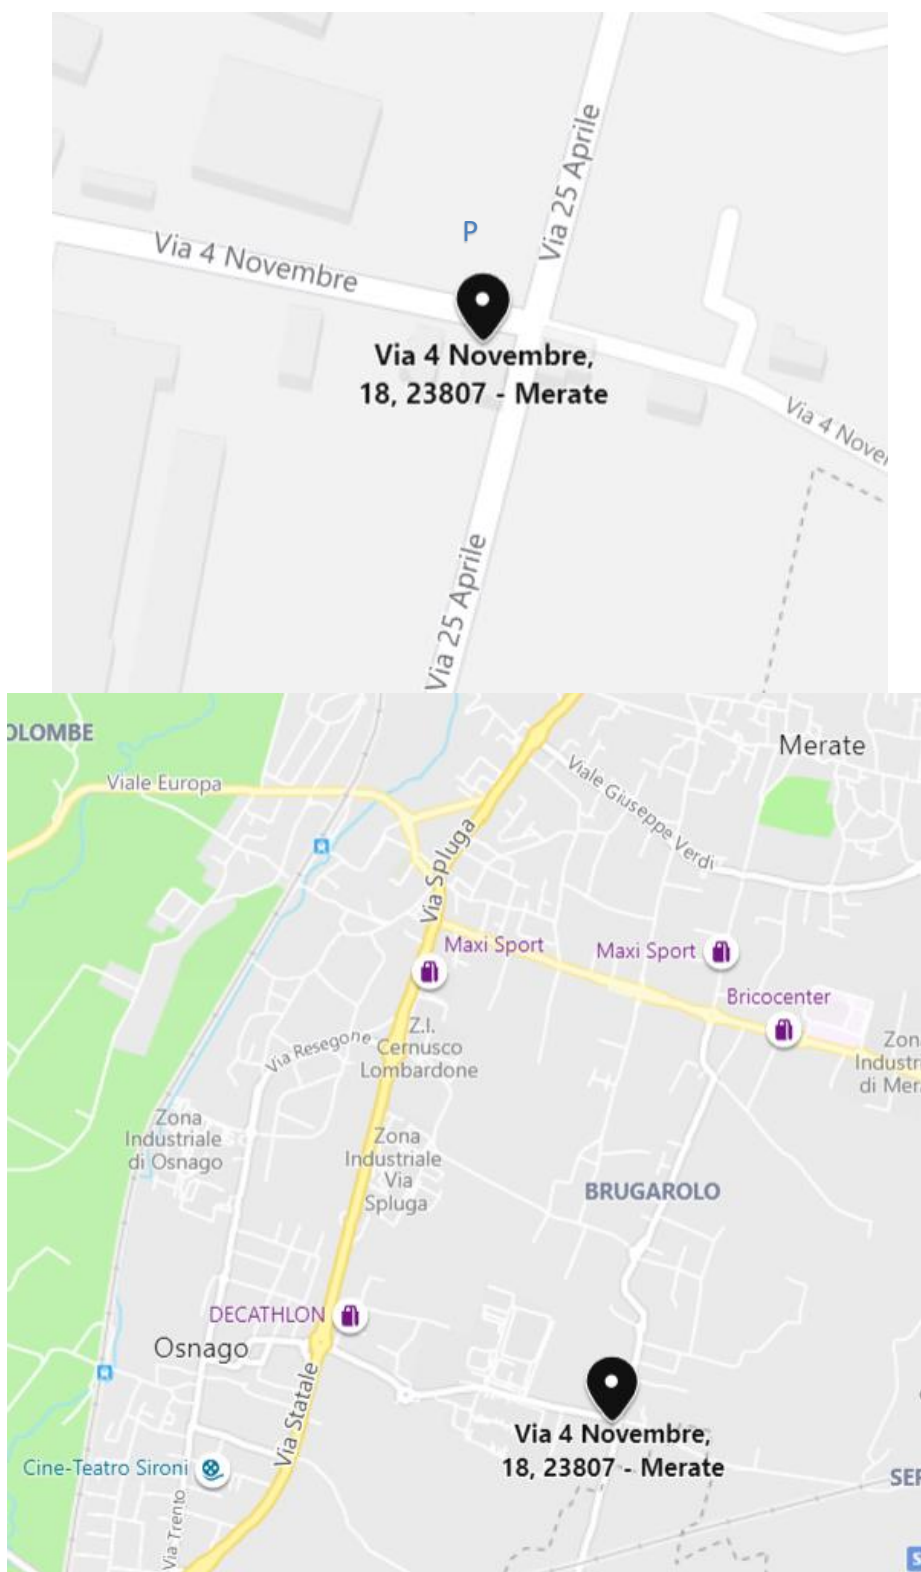 Via 25 Aprile
P
Via 4 Novembre
Via 4 Novembre,
18, 23807 - Merate
Via 4 Nover
Via 25 Aprile
OLOMBE
Merate
Viale Europa
Viale Giuseppe Verdi
Via Spluga
Maxi Sport
Maxi Sport
Bricocenter
Z.I.
Cernusco
Lombardone
Via Resegone
Zona
Industr
di Mer
Zona
Industriale
di Osnago
Zona
Industriale
Via
Spluga
BRUGAROLO
DECATHLON
Osnago
Via Statale
Via 4 Novembre,
18, 23807 - Merate
Cine-Teatro Sironi
SER
Via Trento
S